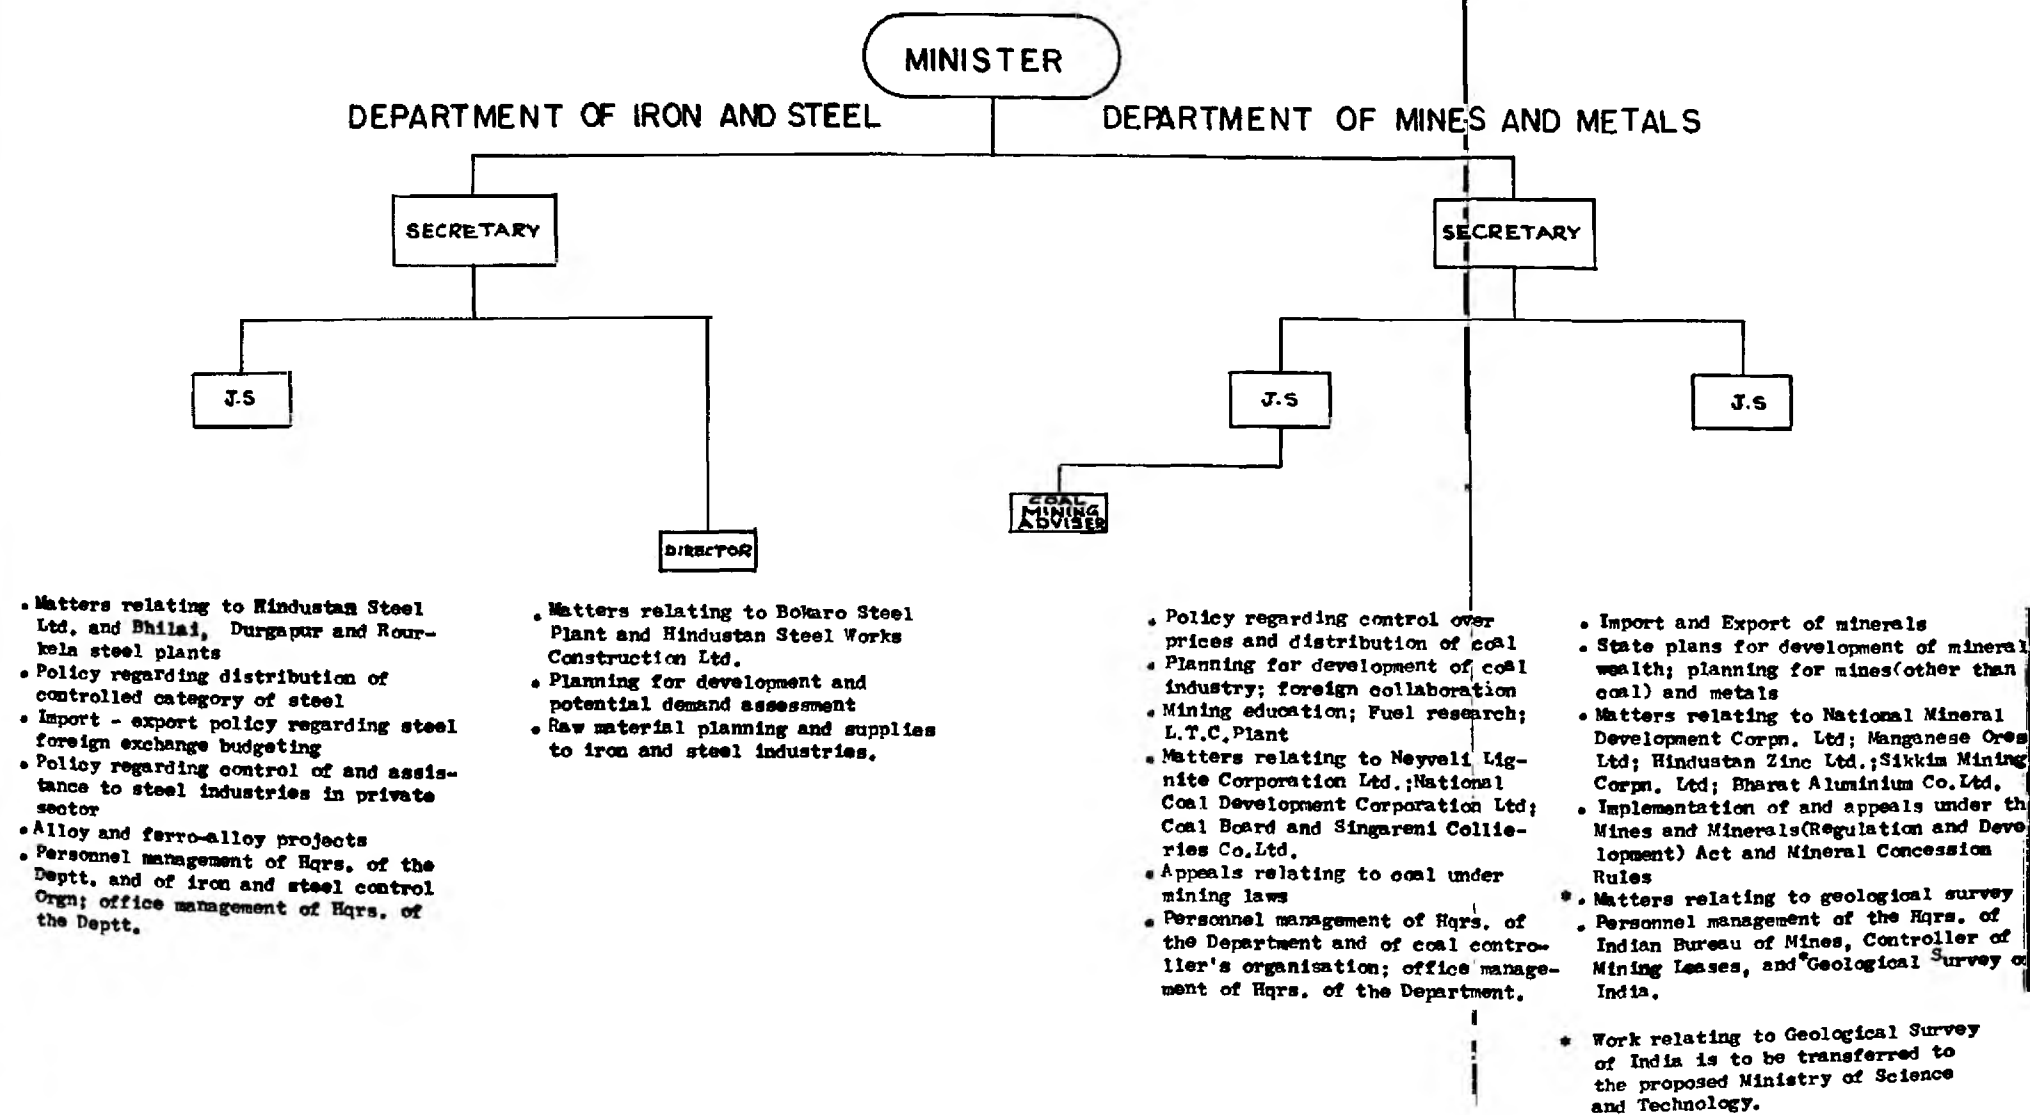 MINISTER
DEPARTMENT OF IRON AND STEEL
DEPARTMENT OF MINES AND METALS
SECRETARY
SECRETARY
J.S
J.S
J.S
COAL
MINING
ADVISER
DIRECTOR
• Matters relating to Hindustan Steel
Ltd. and Bhilai, Durgapur and Rour-
kela steel plants
• Policy regarding distribution of
controlled category of steel
• Import - export policy regarding steel
foreign exchange budgeting
• Policy regarding control of and assis-
tance to steel industries in private
sector
• Alloy and ferro-alloy projects
• Personnel management of Hqrs. of the
Deptt. and of iron and steel control
Orgn; office management of Hqrs. of
the Deptt.
• Matters relating to Bokaro Steel
Plant and Hindustan Steel Works
Construction Ltd.
• Planning for development and
potential demand assessment
• Raw material planning and supplies
to iron and steel industries.
• Policy regarding control over
prices and distribution of coal
• Planning for development of coal
industry; foreign collaboration
• Mining education; Fuel research;
L.T.C.Plant
• Matters relating to Neyveli Lig-
nite Corporation Ltd.;National
Coal Development Corporation Ltd;
Coal Board and Singareni Collie-
ries Co.Ltd.
• Appeals relating to coal under
mining laws
• Personnel management of Hqrs. of
the Department and of coal contro-
ller's organisation; office manage-
ment of Hqrs. of the Department.
• Import and Export of minerals
• State plans for development of mineral
wealth; planning for mines(other than
coal) and metals
• Matters relating to National Mineral
Development Corpn. Ltd; Manganese Ores
Ltd; Hindustan Zinc Ltd.;Sikkim Mining
Corpn. Ltd; Bharat Aluminium Co.Ltd.
• Implementation of and appeals under th
Mines and Minerals(Regulation and Deve
lopment) Act and Mineral Concession
Rules
* • Matters relating to geological survey
• Personnel management of the Hqrs. of
Indian Bureau of Mines, Controller of
Mining Leases, and *Geological Survey o
India.
* Work relating to Geological Survey
of India is to be transferred to
the proposed Ministry of Science
and Technology.